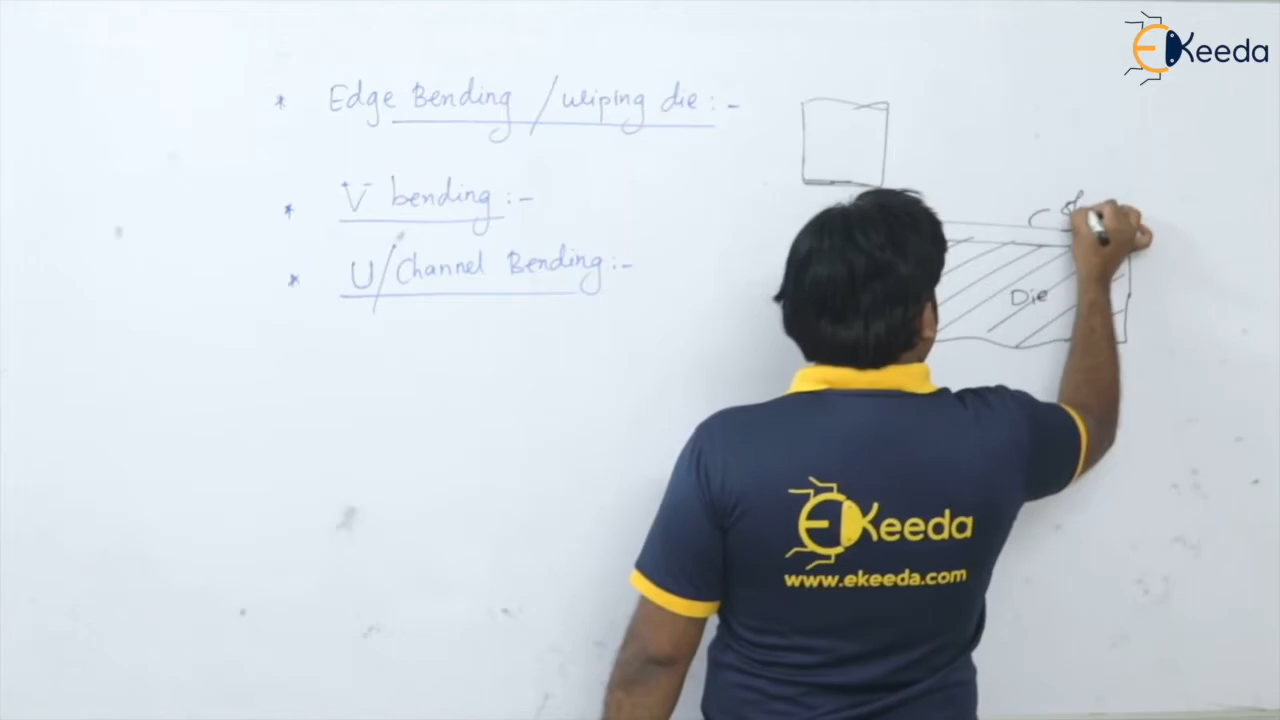 EKeeda
* Edge Bending / Wiping die :-
* V bending :-
* U/Channel Bending :-
Die
EKeeda
www.ekeeda.com